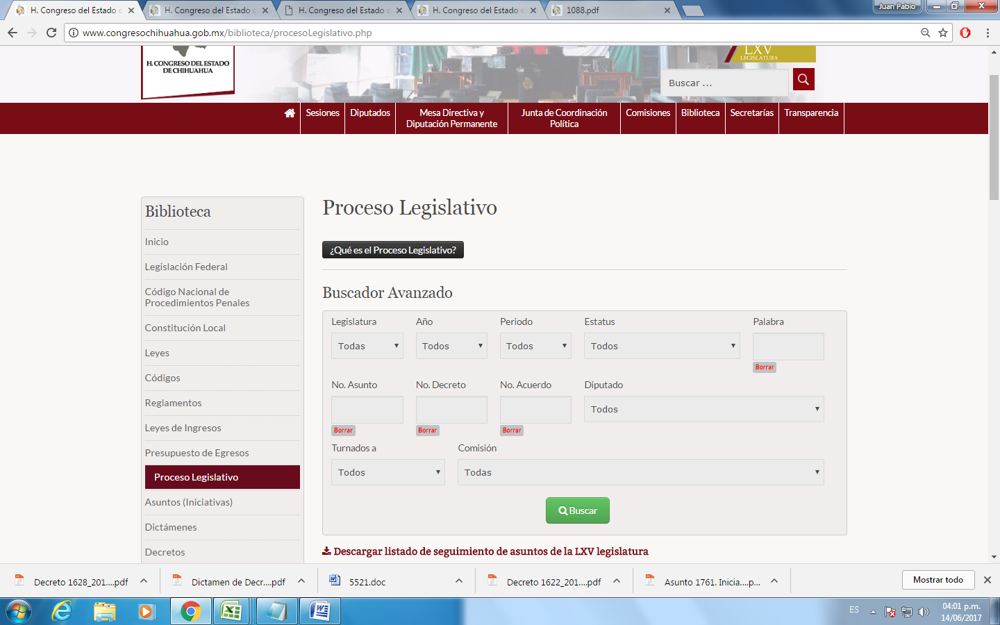 H. Congreso del Estado d
H. Congreso del Estado d
H. Congreso del Estado d
H. Congreso del Estado d
1088.pdf
Juan Pablo
www.congresochihuahua.gob.mx/biblioteca/procesoLegislativo.php
H. CONGRESO DEL ESTADO
DE CHIHUAHUA
LXV
LEGISLATURA
Buscar ...
Sesiones
Diputados
Mesa Directiva y
Diputación Permanente
Junta de Coordinación
Política
Comisiones
Biblioteca
Secretarías
Transparencia
Biblioteca
Inicio
Legislación Federal
Código Nacional de
Procedimientos Penales
Constitución Local
Leyes
Códigos
Reglamentos
Leyes de Ingresos
Presupuesto de Egresos
Proceso Legislativo
Asuntos (Iniciativas)
Dictámenes
Decretos
Proceso Legislativo
¿Qué es el Proceso Legislativo?
Buscador Avanzado
Legislatura Año Periodo Estatus Palabra
Todas Todos Todos Todos
Borrar
No. Asunto No. Decreto No. Acuerdo Diputado
Todos
Borrar Borrar Borrar
Turnados a Comisión
Todos Todas
Buscar
Descargar listado de seguimiento de asuntos de la LXV legislatura
Decreto 1628_201....pdf
Dictamen de Decr....pdf
5521.doc
Decreto 1622_201....pdf
Asunto 1761. Inicia....p...
Mostrar todo
ES
04:01 p.m.
14/06/2017